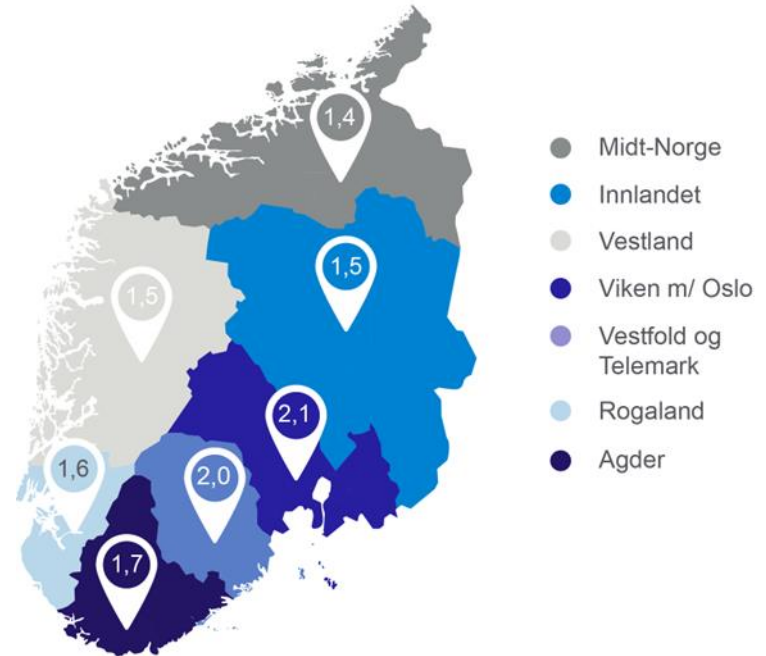 1,4
1,5
1,5
2,1
1,6
2,0
1,7
Midt-Norge
Innlandet
Vestland
Viken m/ Oslo
Vestfold og
Telemark
Rogaland
Agder